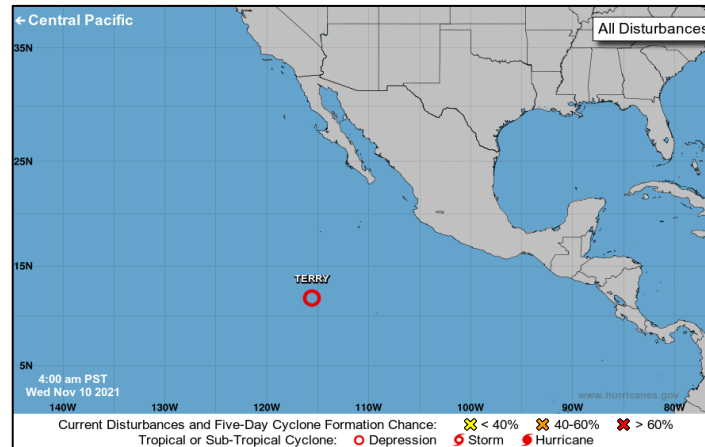 ← Central Pacific
All Disturbances
35N
25N
15N
TERRY
5N
4:00 am PST
Wed Nov 10 2021
www.hurricanes.gov
140W 130W 120W 110W 100W 90W 80W
Current Disturbances and Five-Day Cyclone Formation Chance: < 40% 40-60% > 60%
Tropical or Sub-Tropical Cyclone: Depression Storm Hurricane